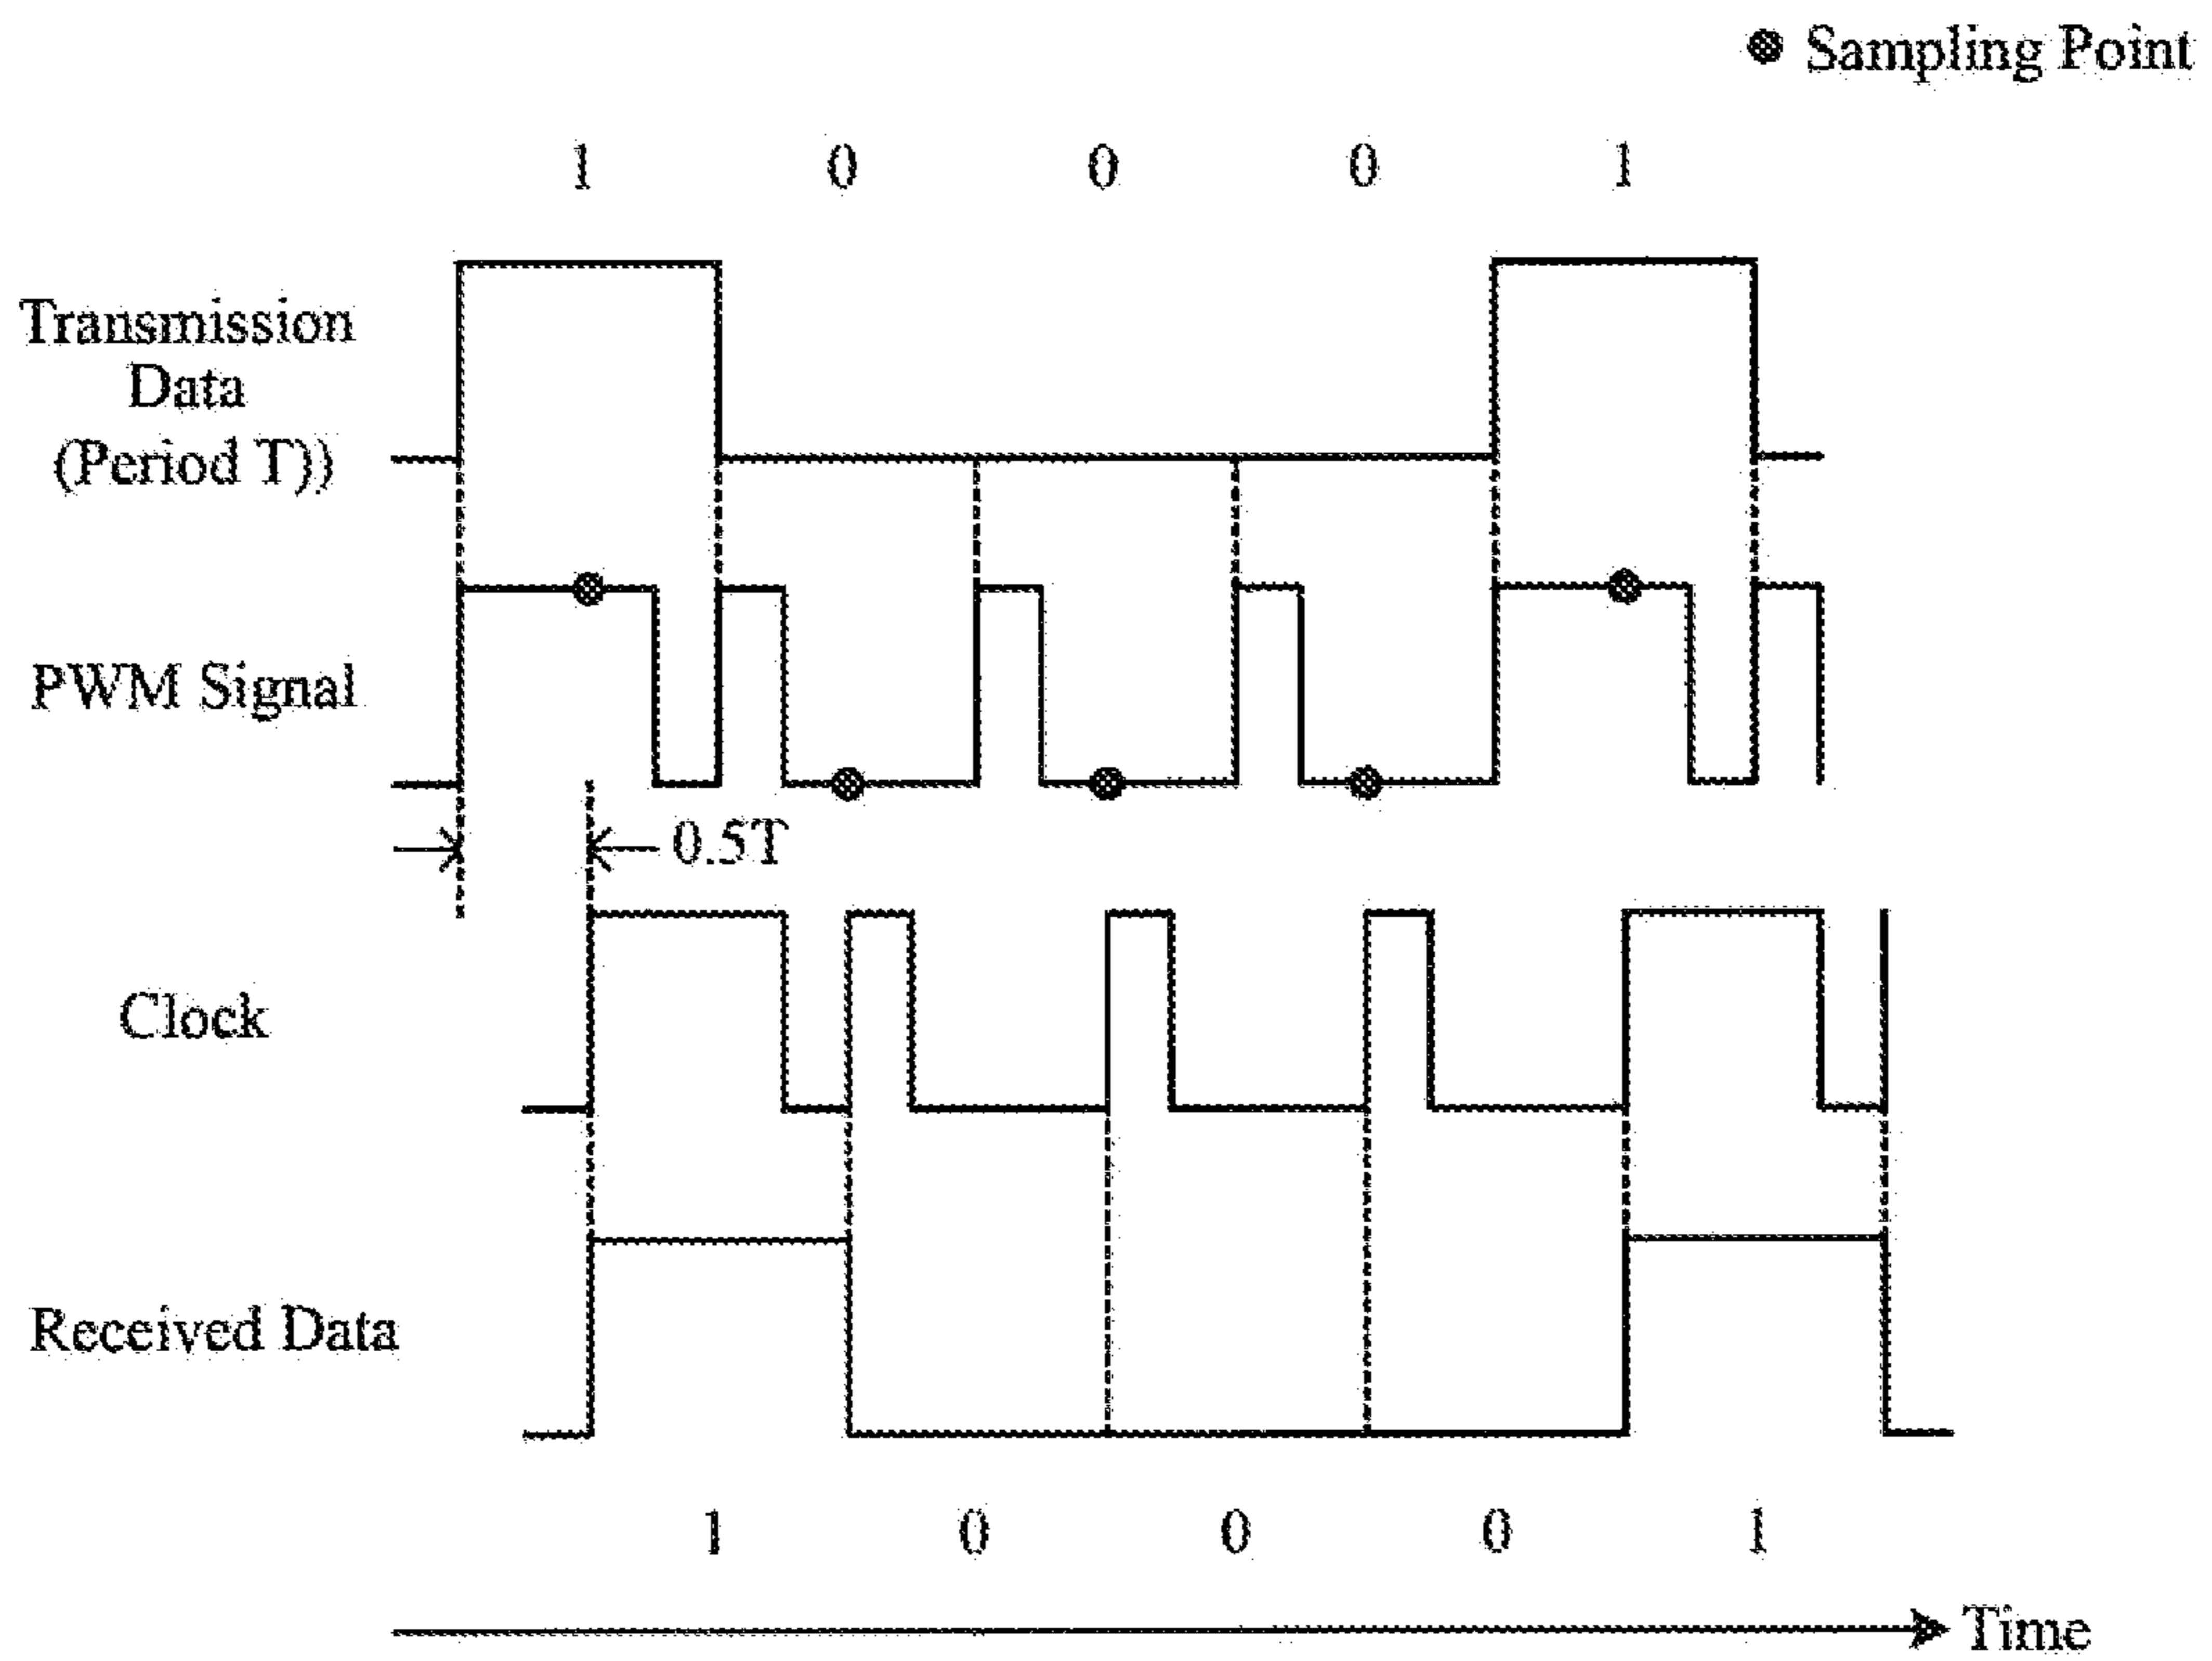 Sampling Point
1 0 0 0 1
Transmission
Data
(Period T))
PWM Signal
0.5T
Clock
Received Data
1 0 0 0 1
Time